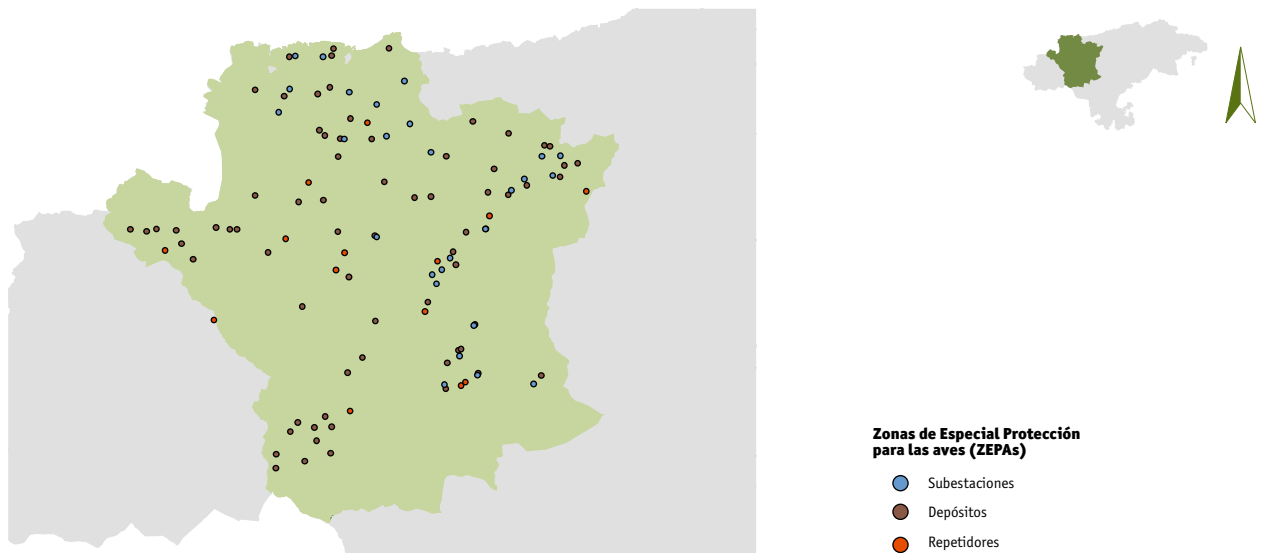 Zonas de Especial Protección
para las aves (ZEPAs)
Subestaciones
Depósitos
Repetidores